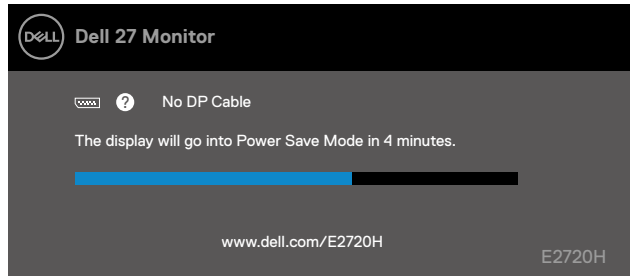 DELL Dell 27 Monitor
? No DP Cable
The display will go into Power Save Mode in 4 minutes.
www.dell.com/E2720H
E2720H